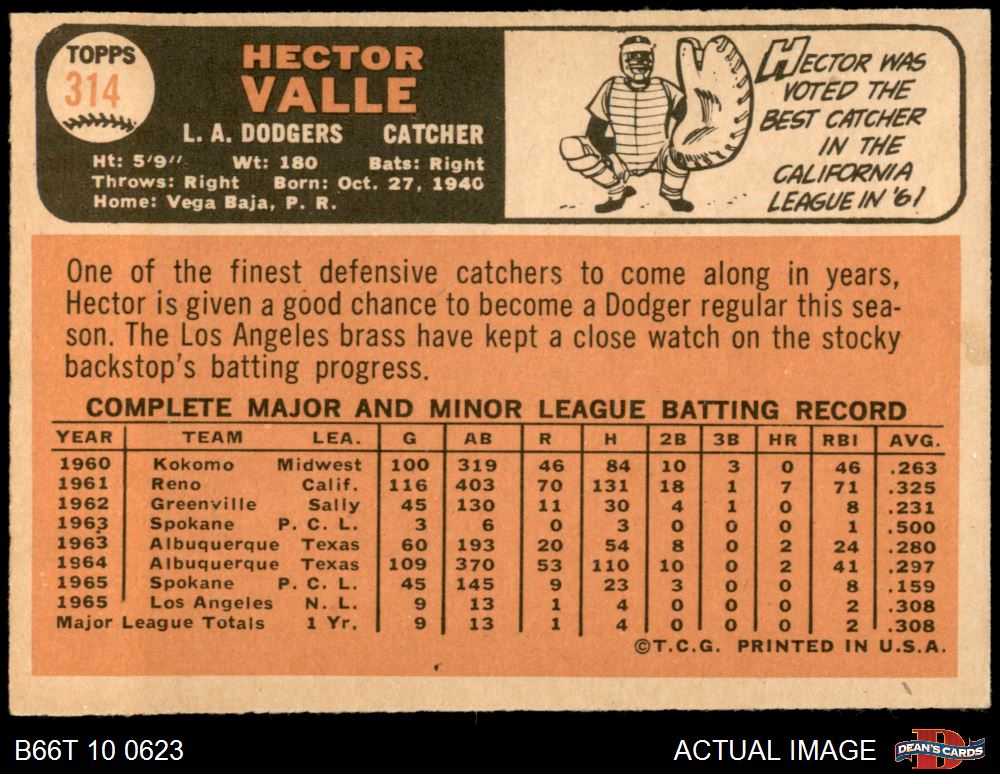 TOPPS
314
HECTOR
VALLE
L. A. DODGERS CATCHER
Ht: 5'9" Wt: 180 Bats: Right
Throws: Right Born: Oct. 27, 1940
Home: Vega Baja, P. R.
HECTOR WAS
VOTED THE
BEST CATCHER
IN THE
CALIFORNIA
LEAGUE IN '61
One of the finest defensive catchers to come along in years,
Hector is given a good chance to become a Dodger regular this sea-
son. The Los Angeles brass have kept a close watch on the stocky
backstop's batting progress.
COMPLETE MAJOR AND MINOR LEAGUE BATTING RECORD
YEAR TEAM LEA. G AB R H 2B 3B HR RBI AVG.
1960 Kokomo Midwest 100 319 46 84 10 3 0 46 .263
1961 Reno Calif. 116 403 70 131 18 1 7 71 .325
1962 Greenville Sally 45 130 11 30 4 1 0 8 .231
1963 Spokane P. C. L. 3 6 0 3 0 0 0 1 .500
1963 Albuquerque Texas 60 193 20 54 8 0 2 24 .280
1964 Albuquerque Texas 109 370 53 110 10 0 2 41 .297
1965 Spokane P. C. L. 45 145 9 23 3 0 0 8 .159
1965 Los Angeles N. L. 9 13 1 4 0 0 0 2 .308
Major League Totals 1 Yr. 9 13 1 4 0 0 0 2 .308
©T.C.G. PRINTED IN U.S.A.
B66T 10 0623
ACTUAL IMAGE
DEAN'S CARDS